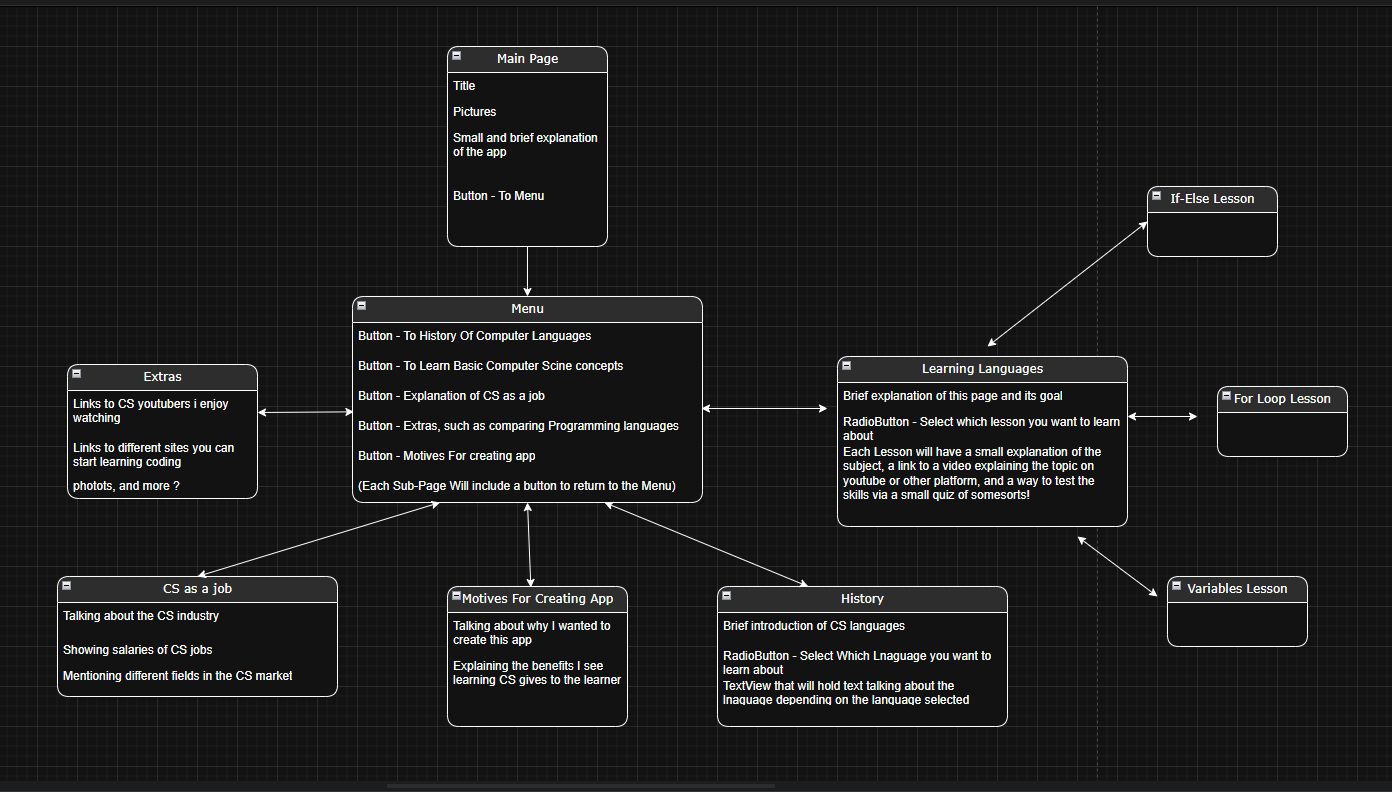 Main Page
Title
Pictures
Small and brief explanation
of the app
Button - To Menu
If-Else Lesson
Menu
Button - To History Of Computer Languages
Button - To Learn Basic Computer Scine concepts
Button - Explanation of CS as a job
Button - Extras, such as comparing Programming languages
Button - Motives For creating app
(Each Sub-Page Will include a button to return to the Menu)
Extras
Links to CS youtubers i enjoy
watching
Links to different sites you can
start learning coding
photots, and more ?
Learning Languages
Brief explanation of this page and its goal
RadioButton - Select which lesson you want to learn
about
Each Lesson will have a small explanation of the
subject, a link to a video explaining the topic on
youtube or other platform, and a way to test the
skills via a small quiz of somesorts!
For Loop Lesson
CS as a job
Talking about the CS industry
Showing salaries of CS jobs
Mentioning different fields in the CS market
Motives For Creating App
Talking about why I wanted to
create this app
Explaining the benefits I see
learning CS gives to the learner
History
Brief introduction of CS languages
RadioButton - Select Which Lnaguage you want to
learn about
TextView that will hold text talking about the
lnaguage depending on the language selected
Variables Lesson